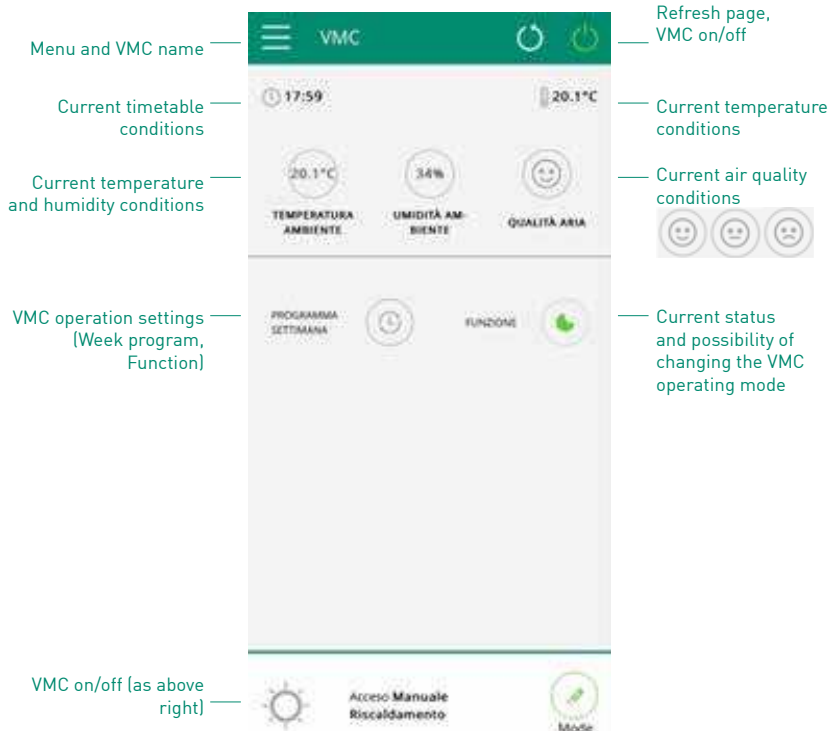 Menu and VMC name
VMC
Refresh page,
VMC on/off
Current timetable
conditions
17:59
20.1°C
Current temperature
conditions
Current temperature
and humidity conditions
20.1°C
34%
TEMPERATURA
AMBIENTE
UMIDITÀ AM-
BIENTE
QUALITÀ ARIA
Current air quality
conditions
VMC operation settings
(Week program,
Function)
PROGRAMMA
SETTIMANA
FUNZIONE
Current status
and possibility of
changing the VMC
operating mode
VMC on/off (as above
right)
Acceso Manuale
Riscaldamento
Mode